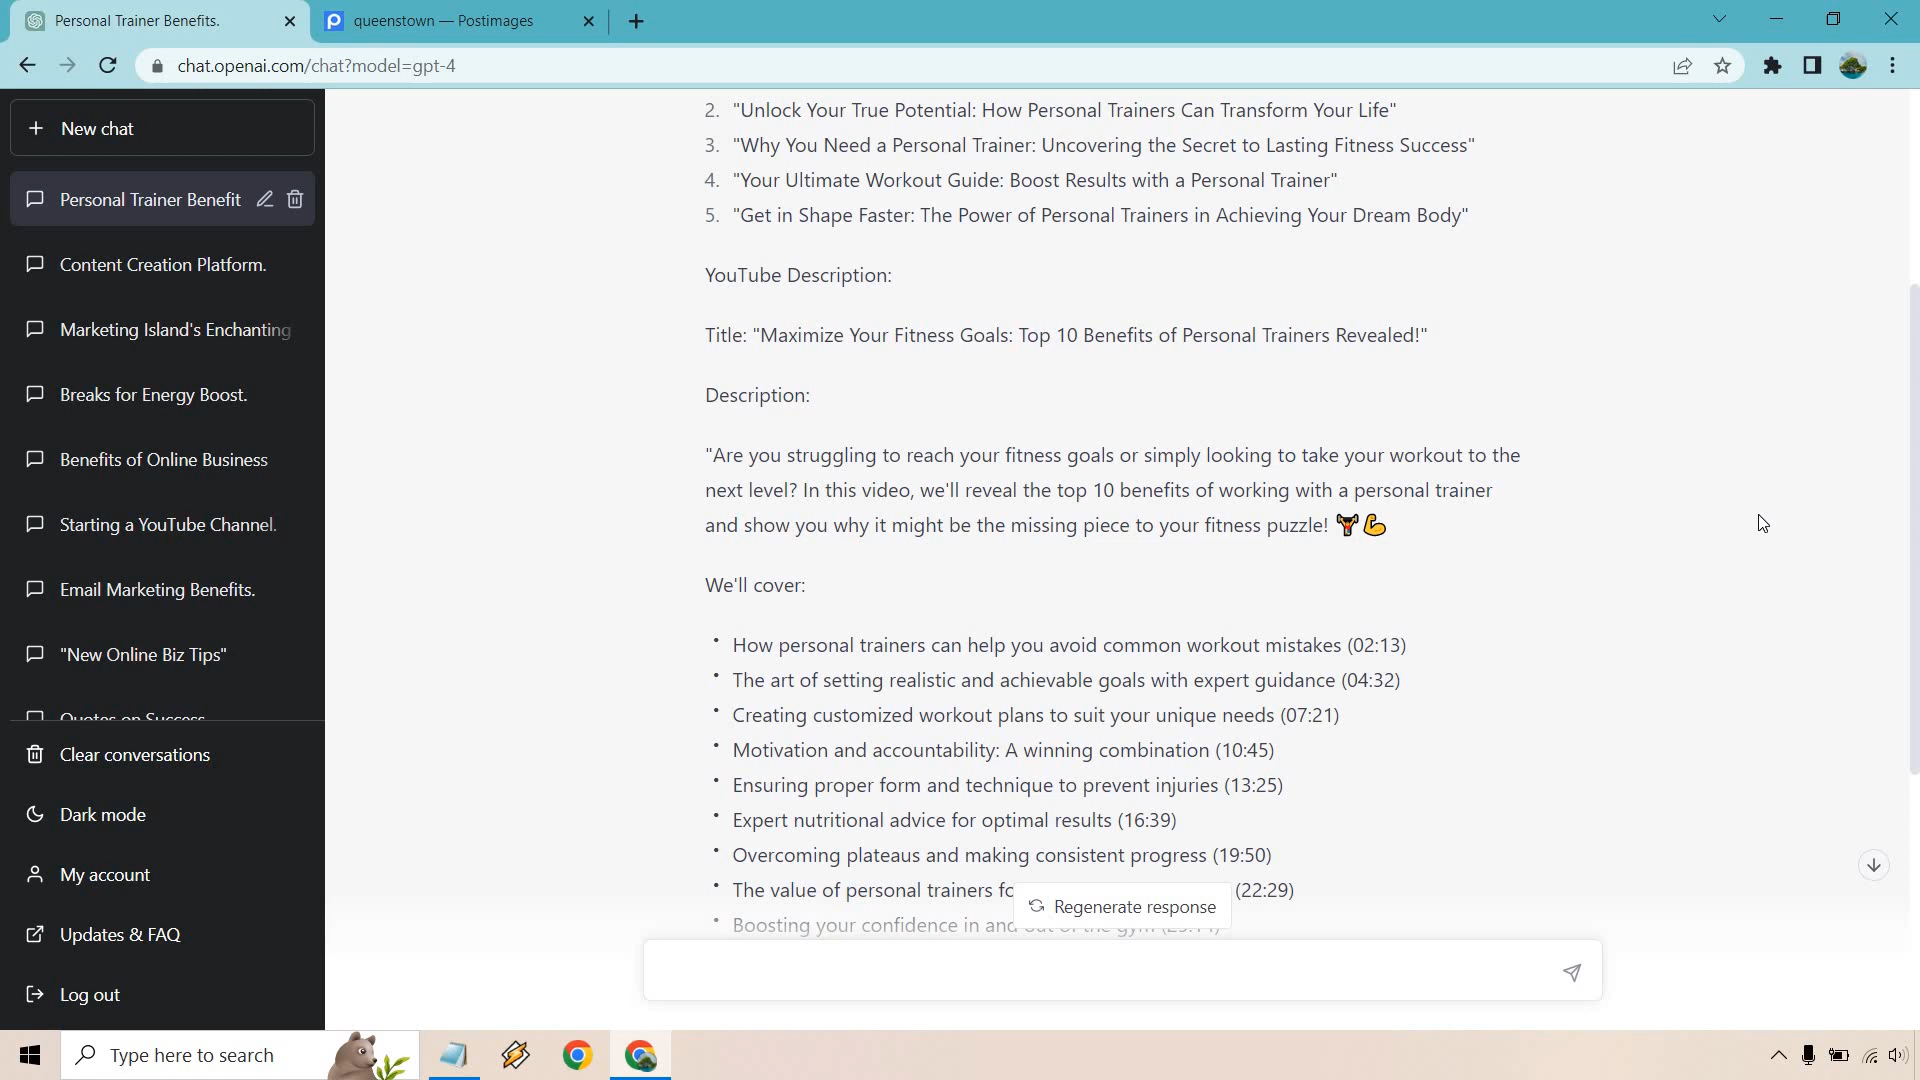 Personal Trainer Benefits.
queenstown — Postimages
chat.openai.com/chat?model=gpt-4
New chat
Personal Trainer Benefit
Content Creation Platform.
Marketing Island's Enchanting
Breaks for Energy Boost.
Benefits of Online Business
Starting a YouTube Channel.
Email Marketing Benefits.
"New Online Biz Tips"
Quotes on Success
Clear conversations
Dark mode
My account
Updates & FAQ
Log out
2. "Unlock Your True Potential: How Personal Trainers Can Transform Your Life"
3. "Why You Need a Personal Trainer: Uncovering the Secret to Lasting Fitness Success"
4. "Your Ultimate Workout Guide: Boost Results with a Personal Trainer"
5. "Get in Shape Faster: The Power of Personal Trainers in Achieving Your Dream Body"
YouTube Description:
Title: "Maximize Your Fitness Goals: Top 10 Benefits of Personal Trainers Revealed!"
Description:
"Are you struggling to reach your fitness goals or simply looking to take your workout to the
next level? In this video, we'll reveal the top 10 benefits of working with a personal trainer
and show you why it might be the missing piece to your fitness puzzle! 🏋️💪
We'll cover:
• How personal trainers can help you avoid common workout mistakes (02:13)
• The art of setting realistic and achievable goals with expert guidance (04:32)
• Creating customized workout plans to suit your unique needs (07:21)
• Motivation and accountability: A winning combination (10:45)
• Ensuring proper form and technique to prevent injuries (13:25)
• Expert nutritional advice for optimal results (16:39)
• Overcoming plateaus and making consistent progress (19:50)
• The value of personal trainers (22:29)
Regenerate response
• Boosting your confidence in and out of the gym
Type here to search